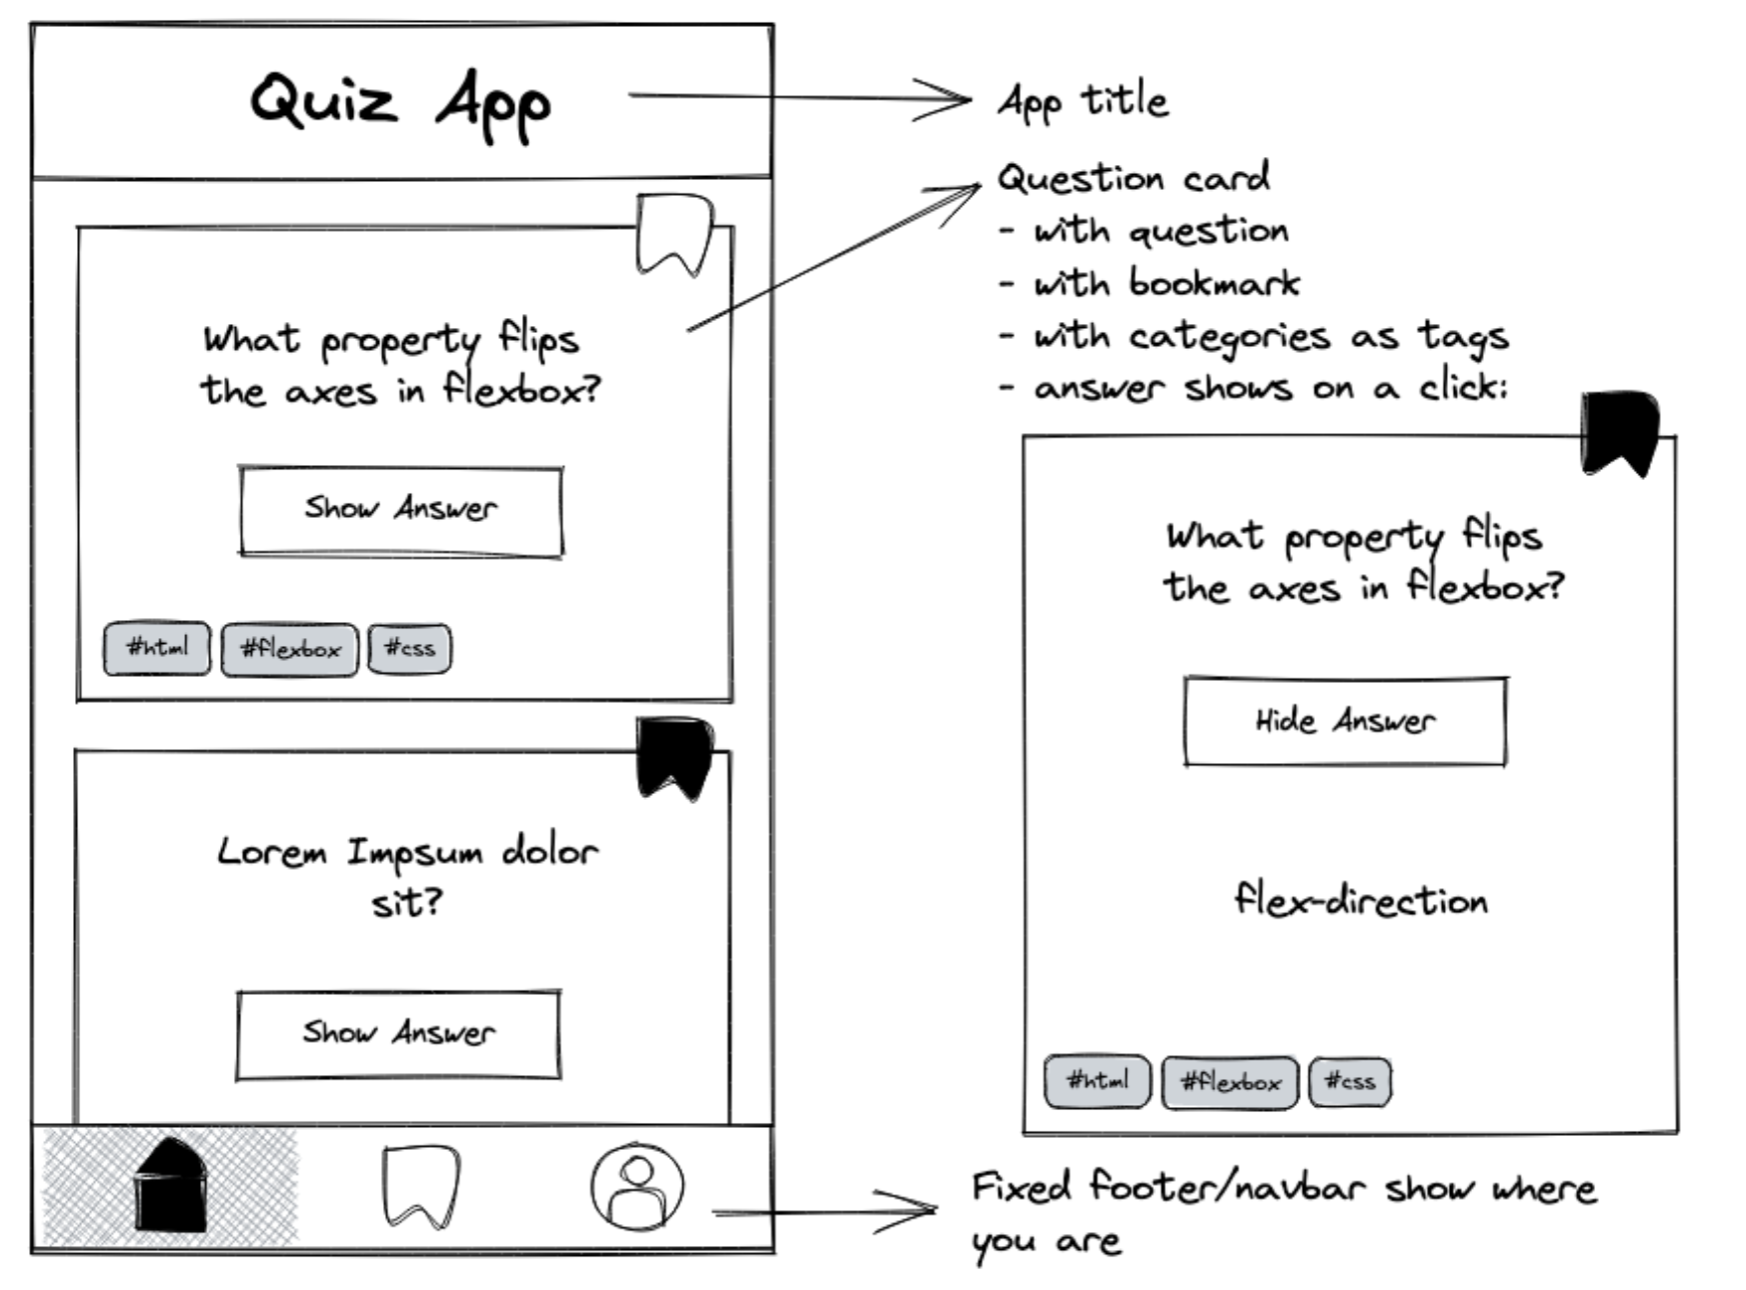 Quiz App
What property flips
the axes in flexbox?
Show Answer
#html #flexbox #css
Lorem Impsum dolor
sit?
Show Answer
App title
Question card
- with question
- with bookmark
- with categories as tags
- answer shows on a click:
What property flips
the axes in flexbox?
Hide Answer
flex-direction
#html #flexbox #css
Fixed footer/navbar show where
you are